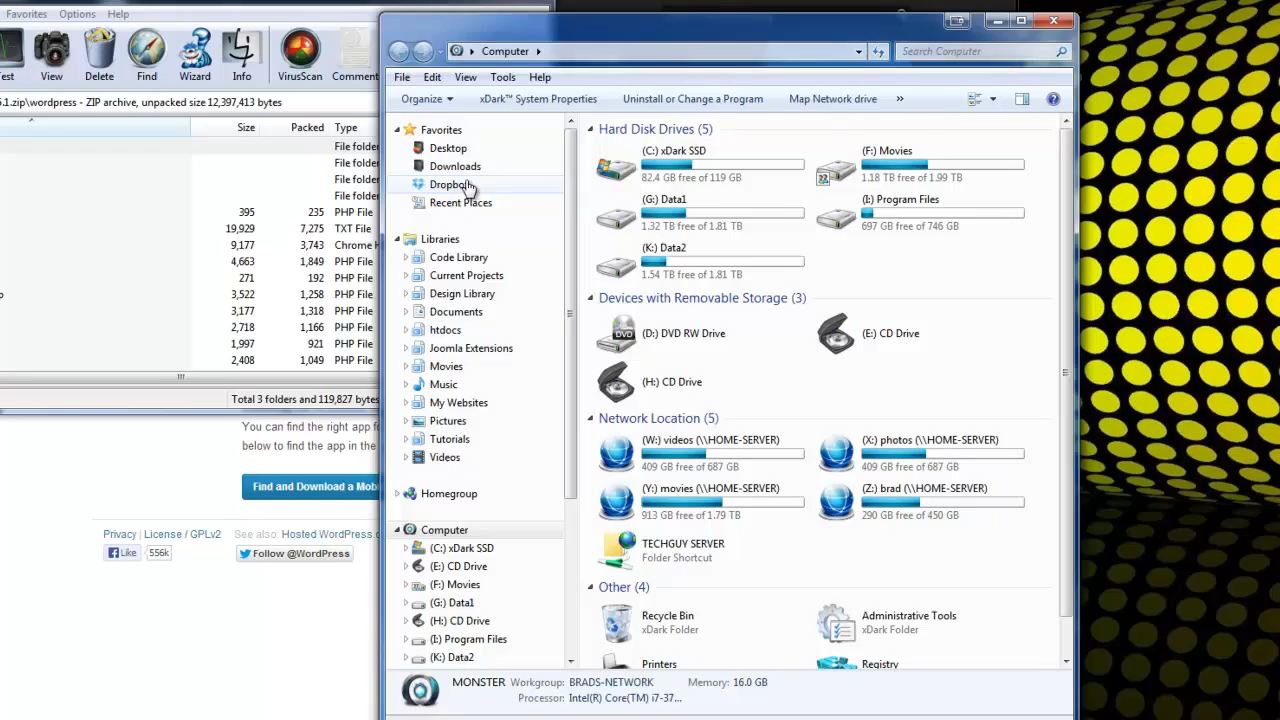 Favorites Options Help
View Delete Find Wizard Info VirusScan Comment
.1.zip\wordpress - ZIP archive, unpacked size 12,397,413 bytes
Size Packed Type
File folder
File folder
File folder
File folder
395 235 PHP File
19,929 7,275 TXT File
9,177 3,743 Chrome H
4,663 1,849 PHP File
271 192 PHP File
3,522 1,258 PHP File
3,177 1,318 PHP File
2,718 1,166 PHP File
1,997 921 PHP File
2,408 1,049 PHP File
Total 3 folders and 119,827 bytes
You can find the right app fo
below to find the app in the
Find and Download a Mob
Privacy | License / GPLv2 See also: Hosted WordPress.c
Like 556k Follow @WordPress
Computer
Search Computer
File Edit View Tools Help
Organize xDark™ System Properties Uninstall or Change a Program Map Network drive »
Favorites
Desktop
Downloads
Recent Places
Libraries
Code Library
Current Projects
Design Library
Documents
htdocs
Joomla Extensions
Movies
Music
My Websites
Pictures
Tutorials
Videos
Homegroup
Computer
(C:) xDark SSD
(E:) CD Drive
(F:) Movies
(G:) Data1
(H:) CD Drive
(I:) Program Files
(K:) Data2
Hard Disk Drives (5)
(C:) xDark SSD
82.4 GB free of 119 GB
(F:) Movies
1.18 TB free of 1.99 TB
(G:) Data1
1.32 TB free of 1.81 TB
(I:) Program Files
697 GB free of 746 GB
(K:) Data2
1.54 TB free of 1.81 TB
Devices with Removable Storage (3)
(D:) DVD RW Drive
(E:) CD Drive
(H:) CD Drive
Network Location (5)
(W:) videos (\\HOME-SERVER)
409 GB free of 687 GB
(X:) photos (\\HOME-SERVER)
409 GB free of 687 GB
(Y:) movies (\\HOME-SERVER)
913 GB free of 1.79 TB
(Z:) brad (\\HOME-SERVER)
290 GB free of 450 GB
TECHGUY SERVER
Folder Shortcut
Other (4)
Recycle Bin
xDark Folder
Administrative Tools
xDark Folder
Printers
Registry
MONSTER Workgroup: BRADS-NETWORK Memory: 16.0 GB
Processor: Intel(R) Core(TM) i7-37...